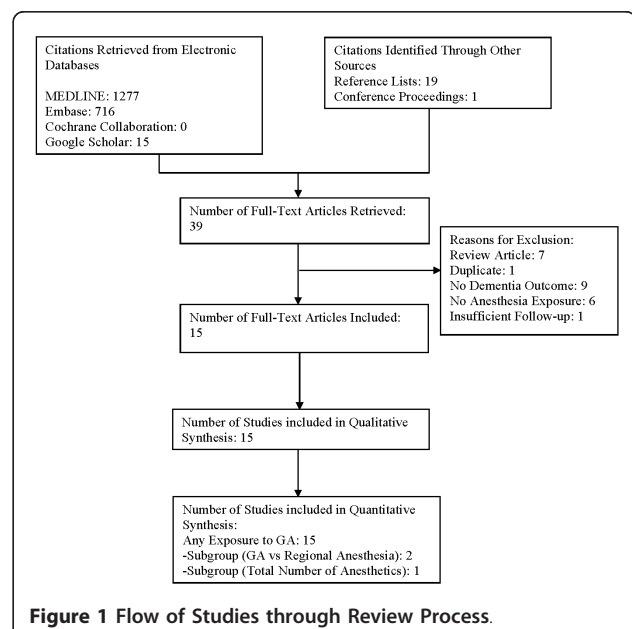 Citations Retrieved from Electronic
Databases
MEDLINE: 1277
Embase: 716
Cochrane Collaboration: 0
Google Scholar: 15
Citations Identified Through Other
Sources
Reference Lists: 19
Conference Proceedings: 1
Number of Full-Text Articles Retrieved:
39
Reasons for Exclusion:
Review Article: 7
Duplicate: 1
No Dementia Outcome: 9
No Anesthesia Exposure: 6
Insufficient Follow-up: 1
Number of Full-Text Articles Included:
15
Number of Studies included in Qualitative
Synthesis: 15
Number of Studies included in Quantitative
Synthesis:
Any Exposure to GA: 15
-Subgroup (GA vs Regional Anesthesia): 2
-Subgroup (Total Number of Anesthetics): 1
Figure 1 Flow of Studies through Review Process.